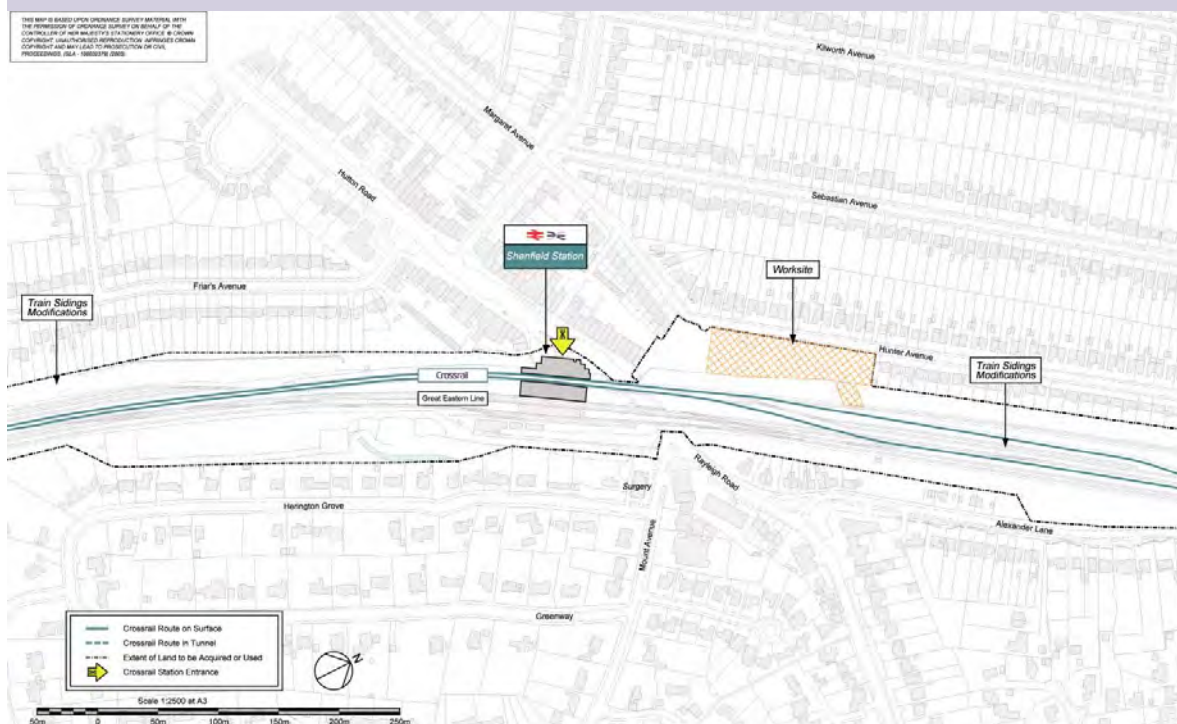 THIS MAP IS BASED UPON ORDNANCE SURVEY MATERIAL WITH
THE PERMISSION OF ORDNANCE SURVEY ON BEHALF OF THE
CONTROLLER OF HER MAJESTY'S STATIONERY OFFICE © CROWN
COPYRIGHT. UNAUTHORISED REPRODUCTION INFRINGES CROWN
COPYRIGHT AND MAY LEAD TO PROSECUTION OR CIVIL
PROCEEDINGS.
Kilworth Avenue
Margaret Avenue
Hutton Road
Sebastian Avenue
Shenfield Station
Worksite
Friar's Avenue
Train Sidings
Modifications
Hunter Avenue
Train Sidings
Modifications
Crossrail
Great Eastern Line
Rayleigh Road
Surgery
Herington Grove
Alexander Lane
Mount Avenue
Greenway
Crossrail Route on Surface
Crossrail Route in Tunnel
Extent of Land to be Acquired or Used
Crossrail Station Entrance
N
Scale 1:2500 at A3
50m 0 50m 100m 150m 200m 250m